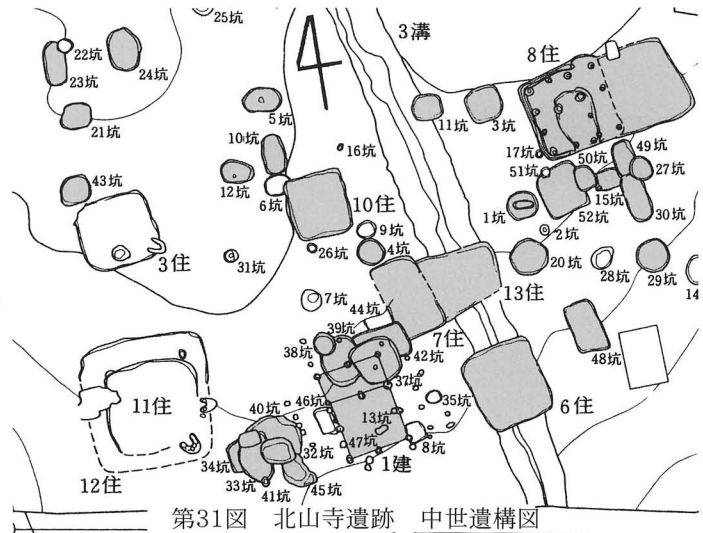 25坑
3溝
22坑
23坑
24坑
8住
21坑
5坑
11坑
3坑
10坑
16坑
17坑
50坑
49坑
51坑
27坑
43坑
12坑
6坑
10住
15坑
1坑
52坑
30坑
9坑
2坑
3住
31坑
26坑
4坑
20坑
28坑
29坑
14
13住
7坑
44坑
39坑
7住
38坑
42坑
48坑
37坑
11住
40坑
46坑
35坑
6住
13坑
32坑
47坑
8坑
34坑
12住
33坑
41坑
45坑
1建
第31図 北山寺遺跡 中世遺構図